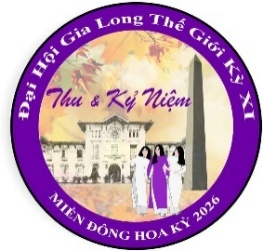 Đại Hội Gia Long Thế Giới Kỳ XI
Thu & Kỷ Niệm
MIỀN ĐÔNG HOA KỲ 2026